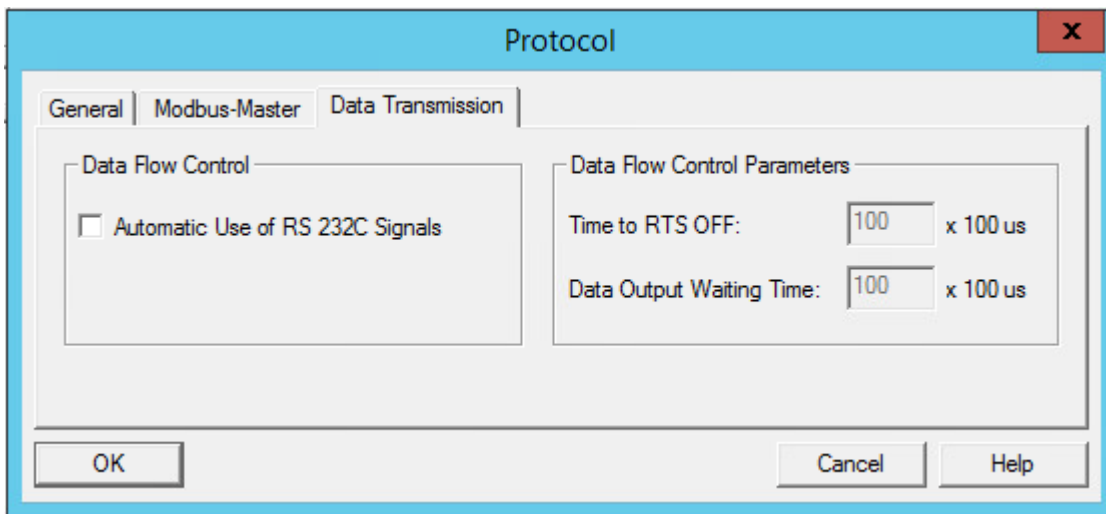 Protocol
x
General Modbus-Master Data Transmission
Data Flow Control
Automatic Use of RS 232C Signals
Data Flow Control Parameters
Time to RTS OFF: 100 x 100 us
Data Output Waiting Time: 100 x 100 us
OK Cancel Help